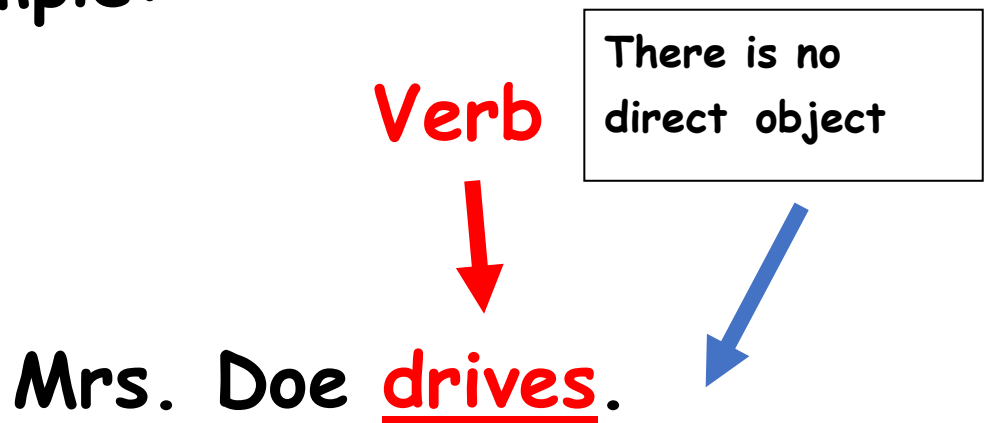 There is no
direct object
Verb
Mrs. Doe drives.